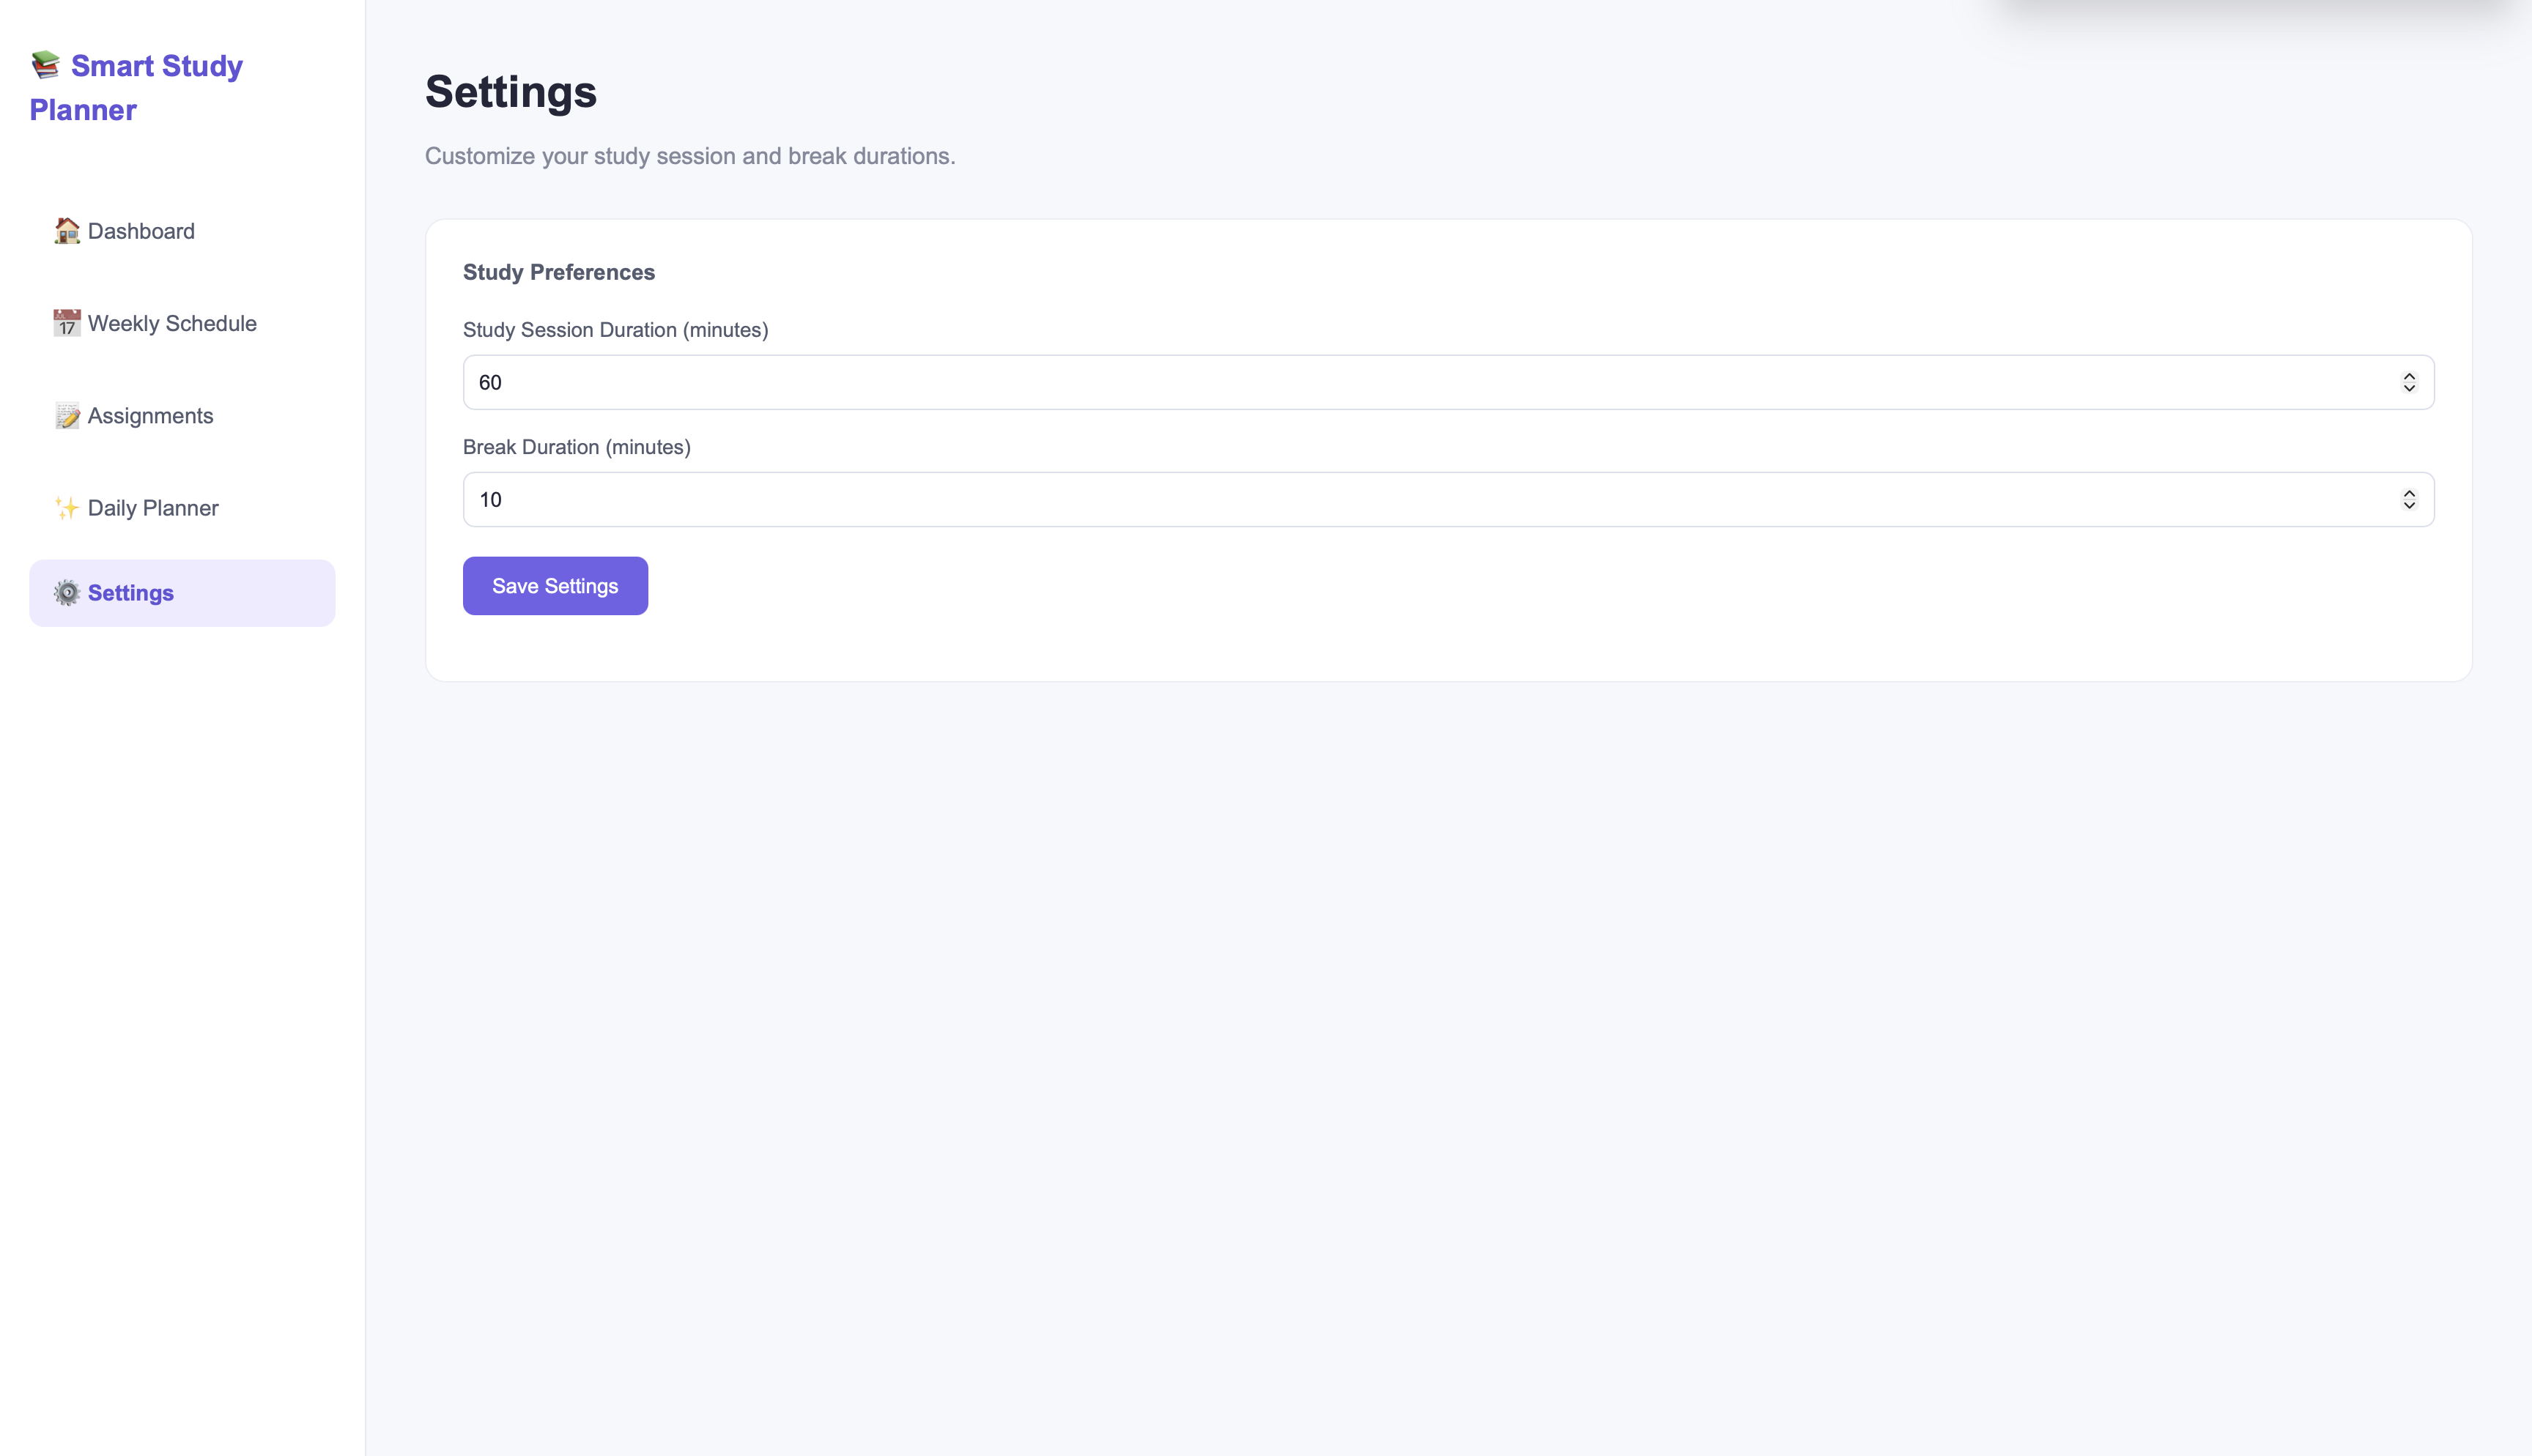 Smart Study
Planner
Dashboard
17 Weekly Schedule
Assignments
Daily Planner
Settings
Settings
Customize your study session and break durations.
Study Preferences
Study Session Duration (minutes)
60
Break Duration (minutes)
10
Save Settings